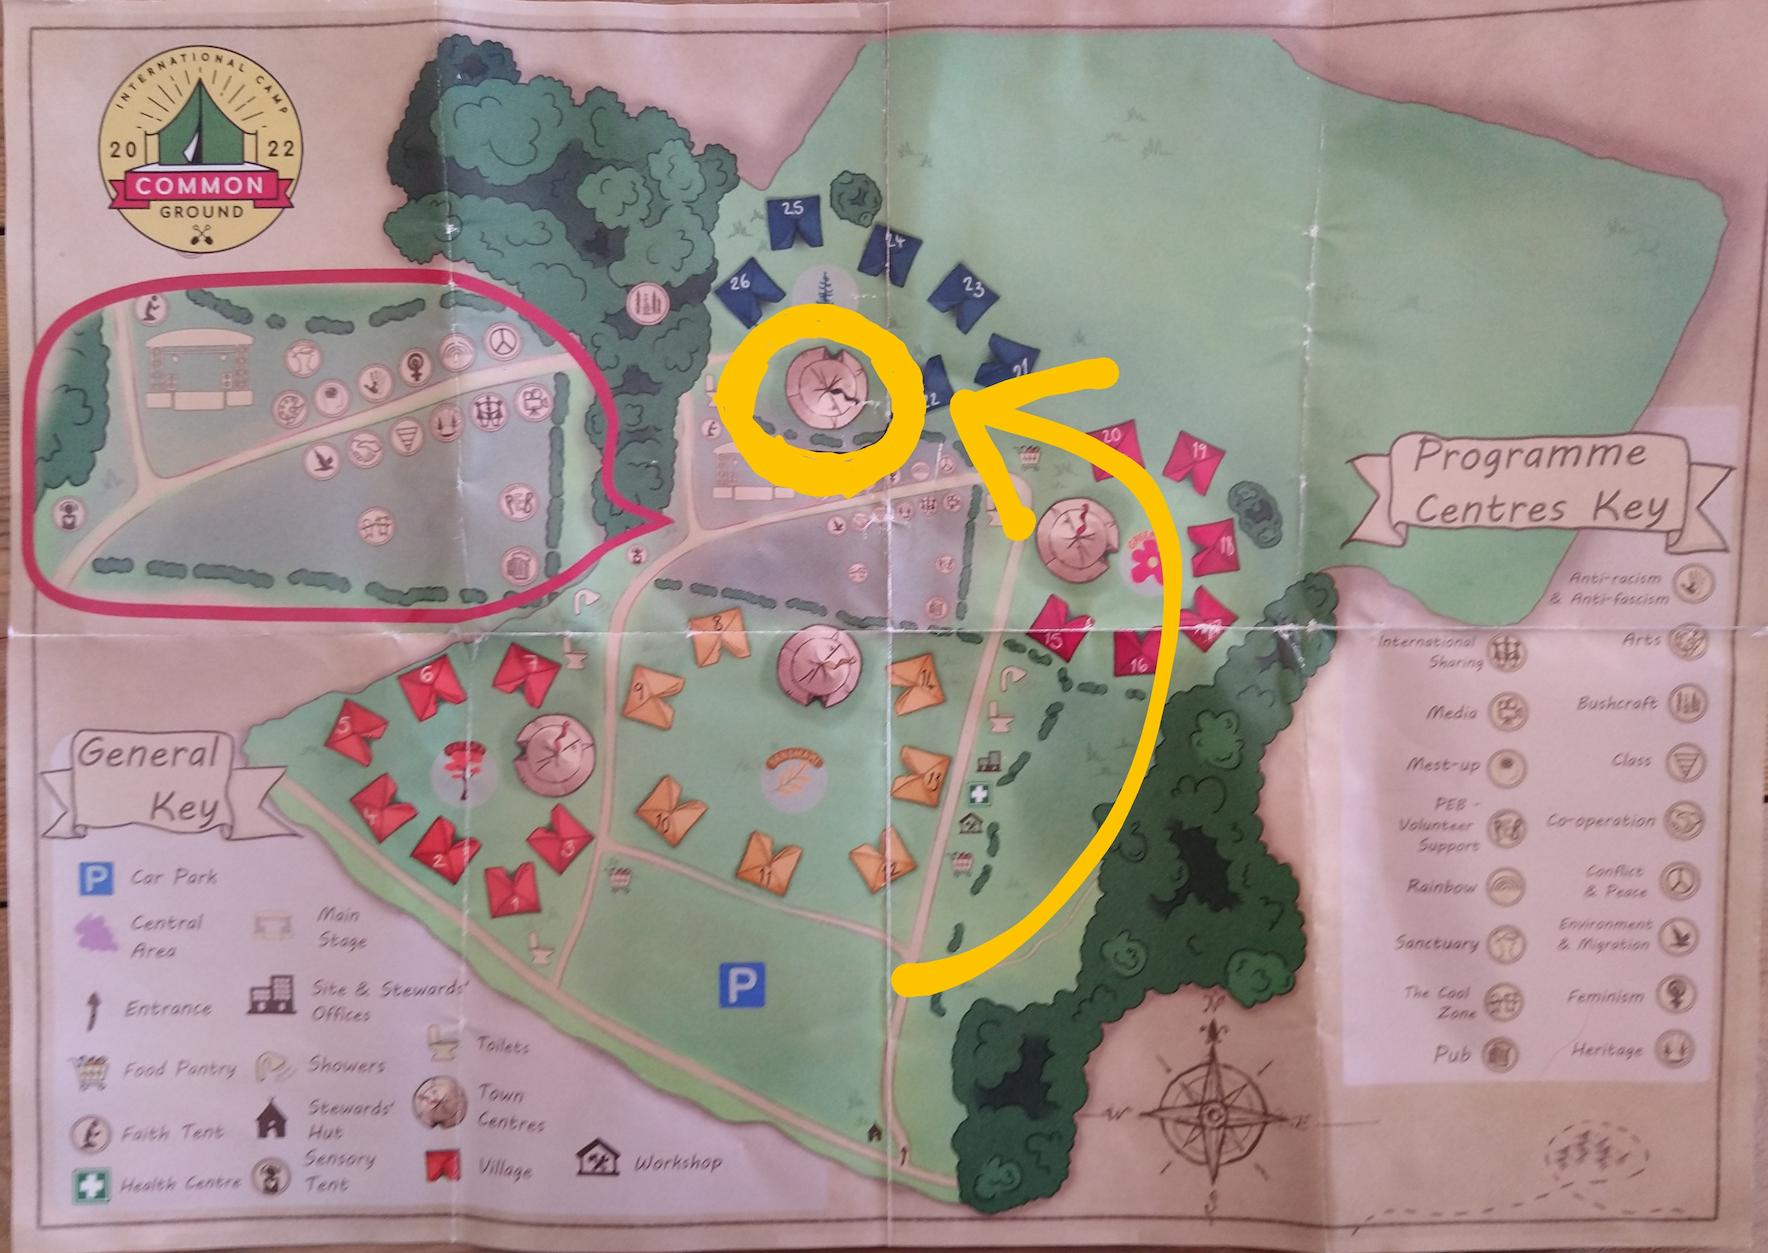 INTERNATIONAL CAMP
20 22
COMMON
GROUND
25
24
26
23
21
22
20
19
18
15
16
8
7
6
9
14
5
13
4
10
2
3
11
12
1
P
Programme
Centres Key
Anti-racism
& Anti-fascism
International
Sharing
Arts
Media
Bushcraft
Mest-up
Class
PEB -
Volunteer
Support
Co-operation
Rainbow
Conflict
& Peace
Sanctuary
Environment
& Migration
The Cool
Zone
Feminism
Pub
Heritage
General
Key
P Car Park
Central
Area
Main
Stage
Entrance
Site & Stewards'
Offices
Food Pantry
Showers
Toilets
Faith Tent
Stewards'
Hut
Town
Centres
Health Centre
Sensory
Tent
Village
Workshop
N
W
E
S